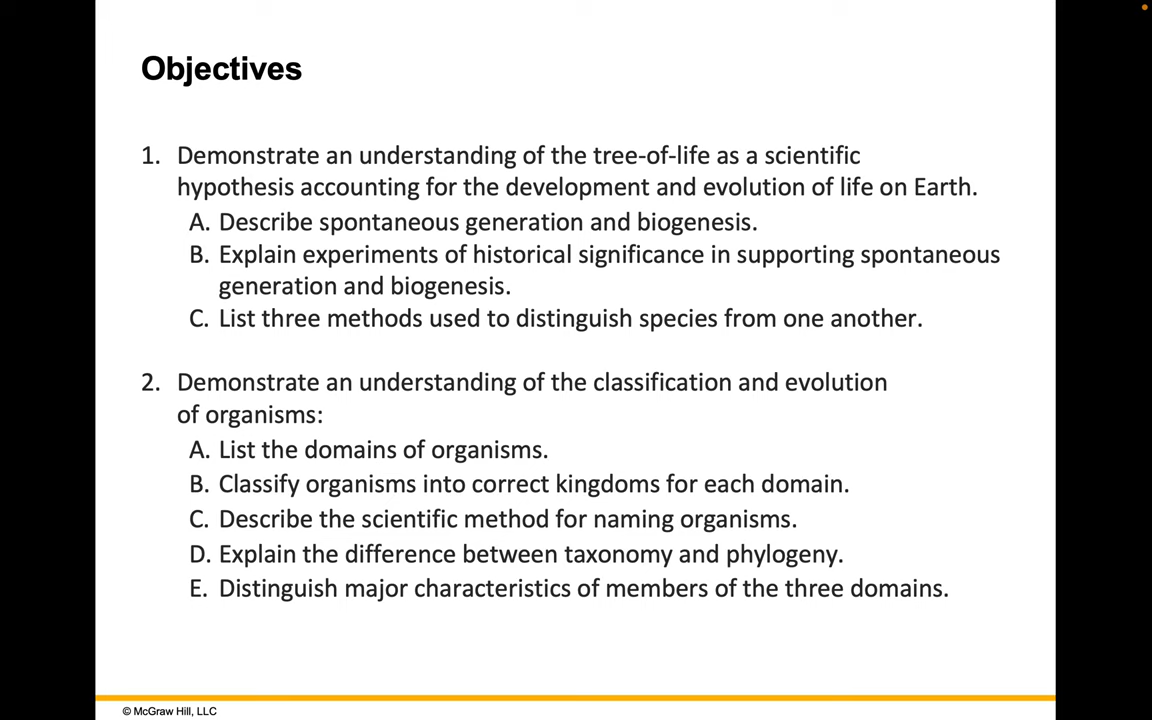 Objectives
1. Demonstrate an understanding of the tree-of-life as a scientific
hypothesis accounting for the development and evolution of life on Earth.
A. Describe spontaneous generation and biogenesis.
B. Explain experiments of historical significance in supporting spontaneous
generation and biogenesis.
C. List three methods used to distinguish species from one another.
2. Demonstrate an understanding of the classification and evolution
of organisms:
A. List the domains of organisms.
B. Classify organisms into correct kingdoms for each domain.
C. Describe the scientific method for naming organisms.
D. Explain the difference between taxonomy and phylogeny.
E. Distinguish major characteristics of members of the three domains.
© McGraw Hill, LLC